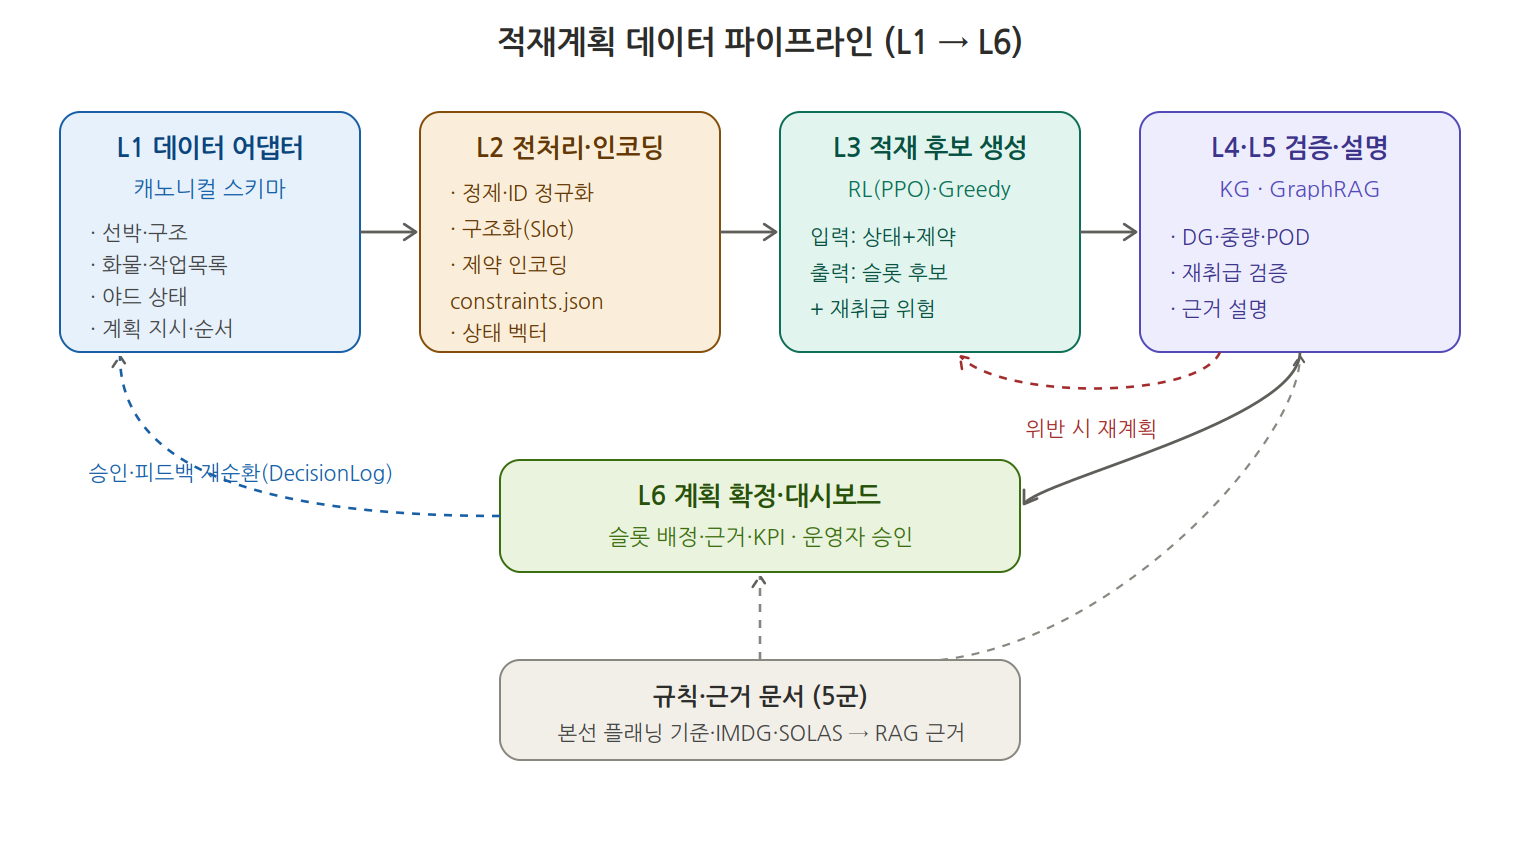 적재계획 데이터 파이프라인 (L1 → L6)
L1 데이터 어댑터
캐노니컬 스키마
· 선박·구조
· 화물·작업목록
· 야드 상태
· 계획 지시·순서
L2 전처리·인코딩
· 정제·ID 정규화
· 구조화(Slot)
· 제약 인코딩
constraints.json
· 상태 벡터
L3 적재 후보 생성
RL(PPO)·Greedy
입력: 상태+제약
출력: 슬롯 후보
+ 재취급 위험
L4·L5 검증·설명
KG · GraphRAG
· DG·중량·POD
· 재취급 검증
· 근거 설명
위반 시 재계획
승인·피드백 재순환(DecisionLog)
L6 계획 확정·대시보드
슬롯 배정·근거·KPI · 운영자 승인
규칙·근거 문서 (5군)
본선 플래닝 기준·IMDG·SOLAS → RAG 근거